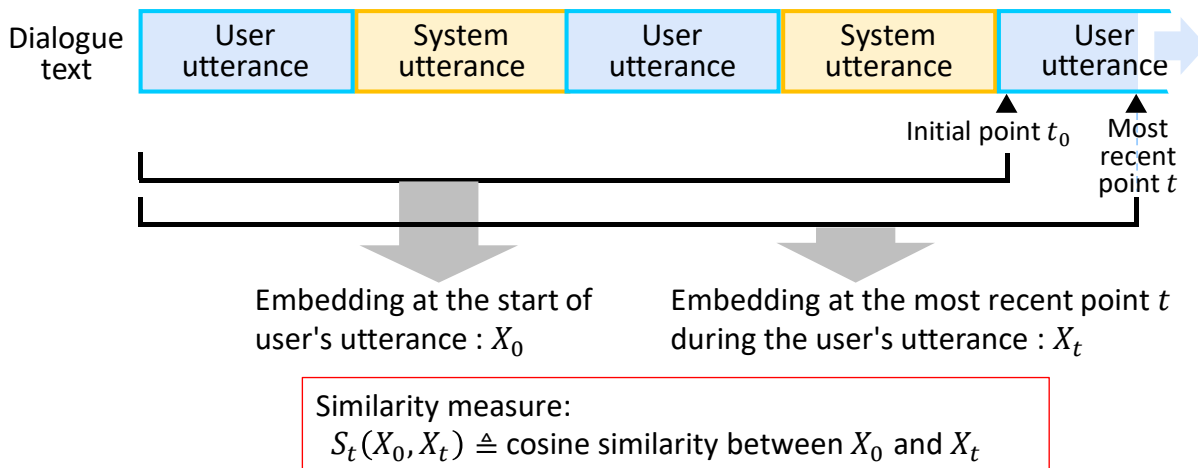 Dialogue
text
User
utterance
System
utterance
User
utterance
System
utterance
User
utterance
Initial point t₀
Most
recent
point t
Embedding at the start of
user's utterance : X₀
Embedding at the most recent point t
during the user's utterance : Xₜ
Similarity measure:
Sₜ(X₀, Xₜ) ≜ cosine similarity between X₀ and Xₜ